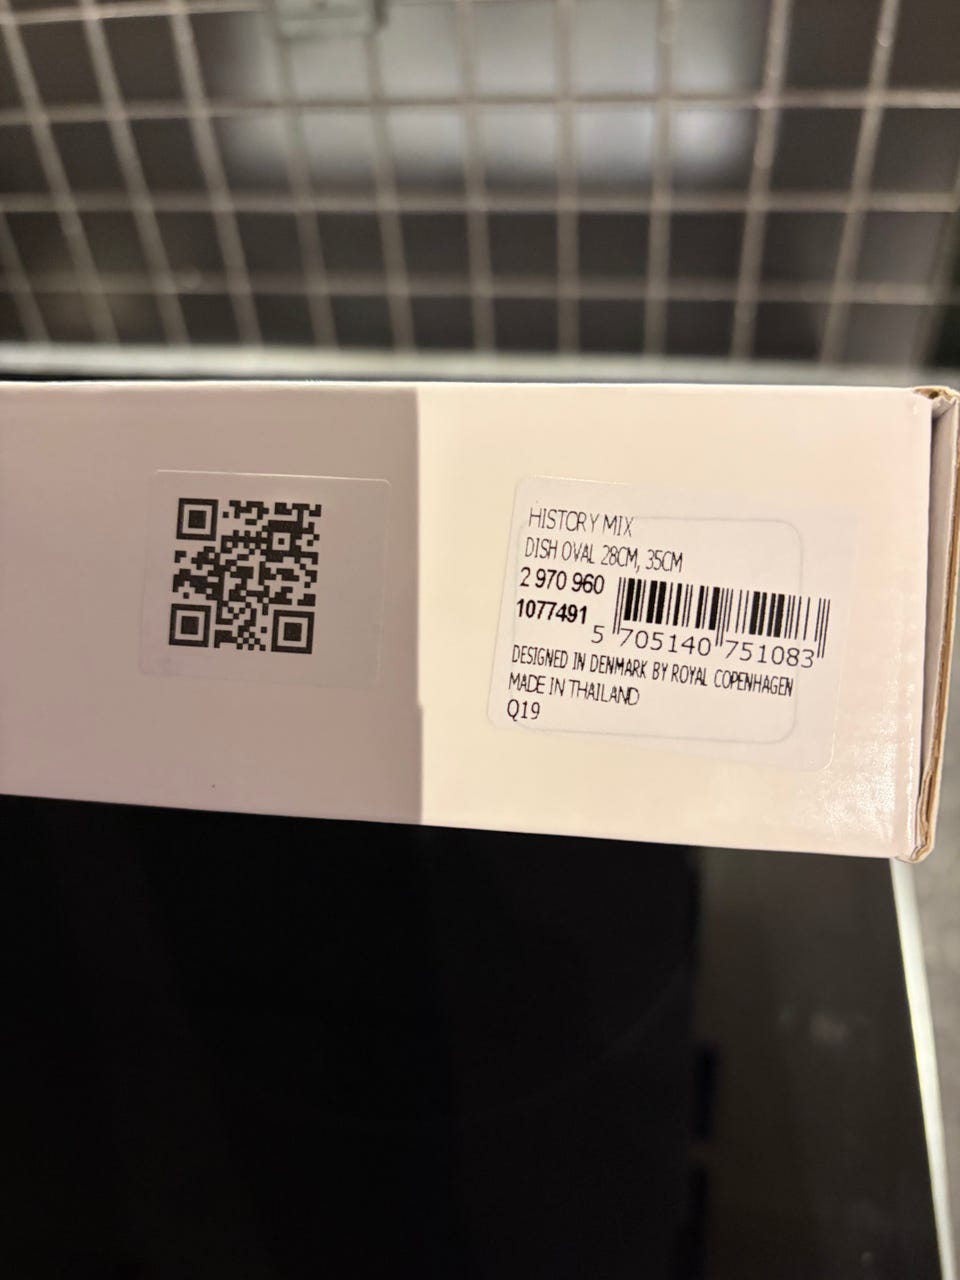 HISTORY MIX
DISH OVAL 28CM, 35CM
2 970 960
1077491
5 705140 751083
DESIGNED IN DENMARK BY ROYAL COPENHAGEN
MADE IN THAILAND
Q19